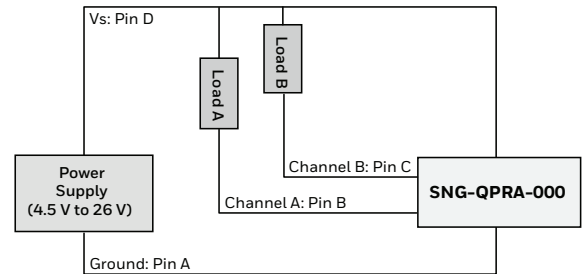 Vs: Pin D
Load A
Load B
Channel B: Pin C
Channel A: Pin B
Power
Supply
(4.5 V to 26 V)
SNG-QPRA-000
Ground: Pin A